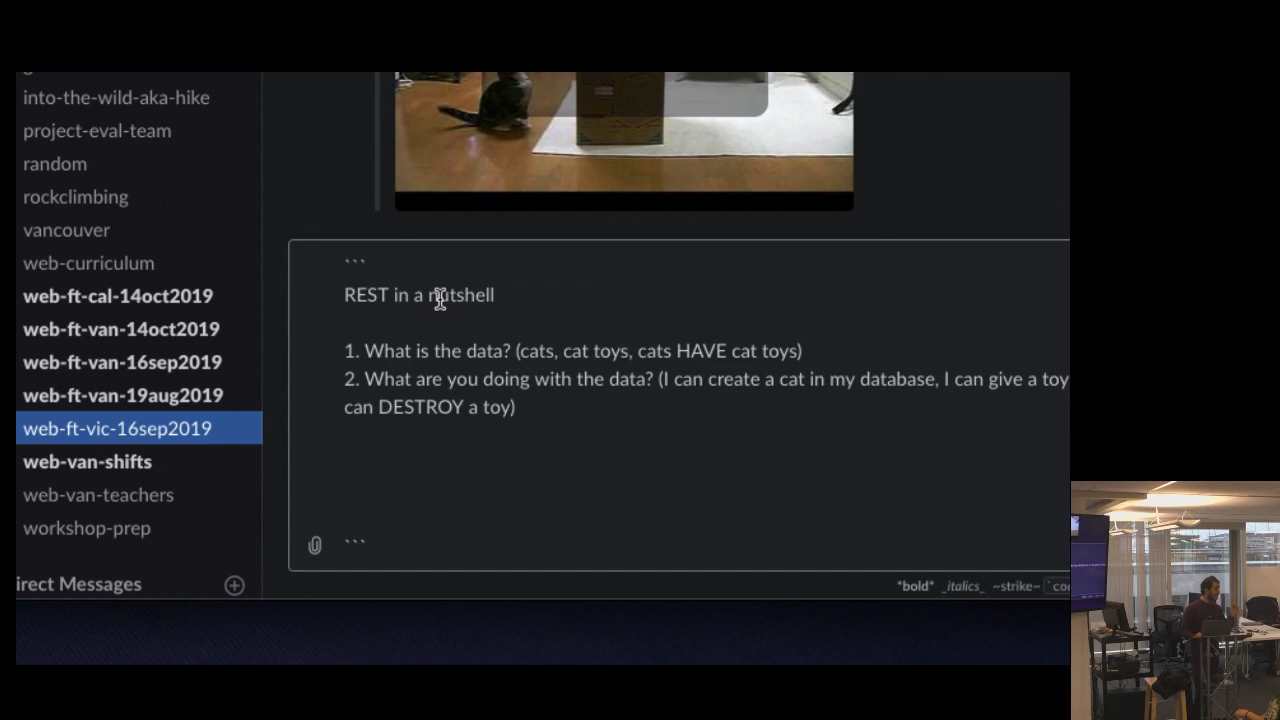 into-the-wild-aka-hike
project-eval-team
random
rockclimbing
vancouver
web-curriculum
web-ft-cal-14oct2019
web-ft-van-14oct2019
web-ft-van-16sep2019
web-ft-van-19aug2019
web-ft-vic-16sep2019
web-van-shifts
web-van-teachers
workshop-prep
irect Messages
```
REST in a nutshell
1. What is the data? (cats, cat toys, cats HAVE cat toys)
2. What are you doing with the data? (I can create a cat in my database, I can give a toy
can DESTROY a toy)
```
*bold* _italics_ ~strike~ `co